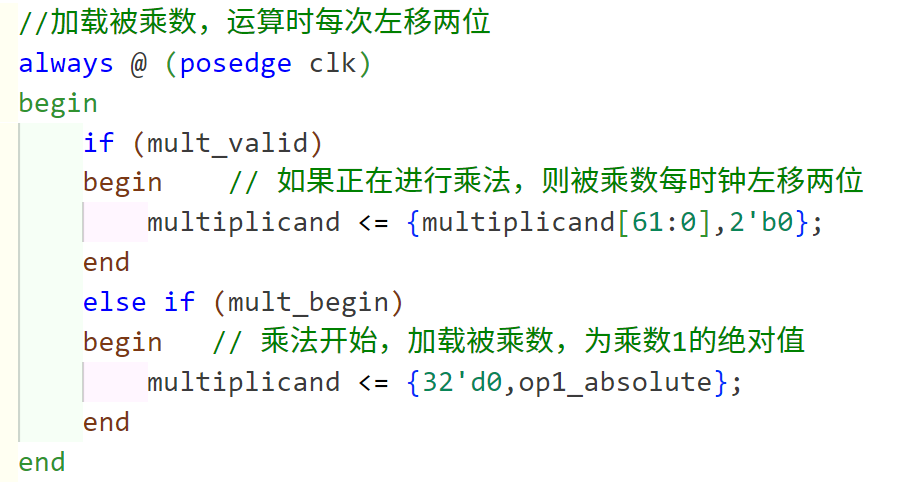 //加载被乘数，运算时每次左移两位
always @ (posedge clk)
begin
    if (mult_valid)
    begin    // 如果正在进行乘法，则被乘数每时钟左移两位
        multiplicand <= {multiplicand[61:0],2'b0};
    end
    else if (mult_begin)
    begin   // 乘法开始，加载被乘数，为乘数1的绝对值
        multiplicand <= {32'd0,op1_absolute};
    end
end